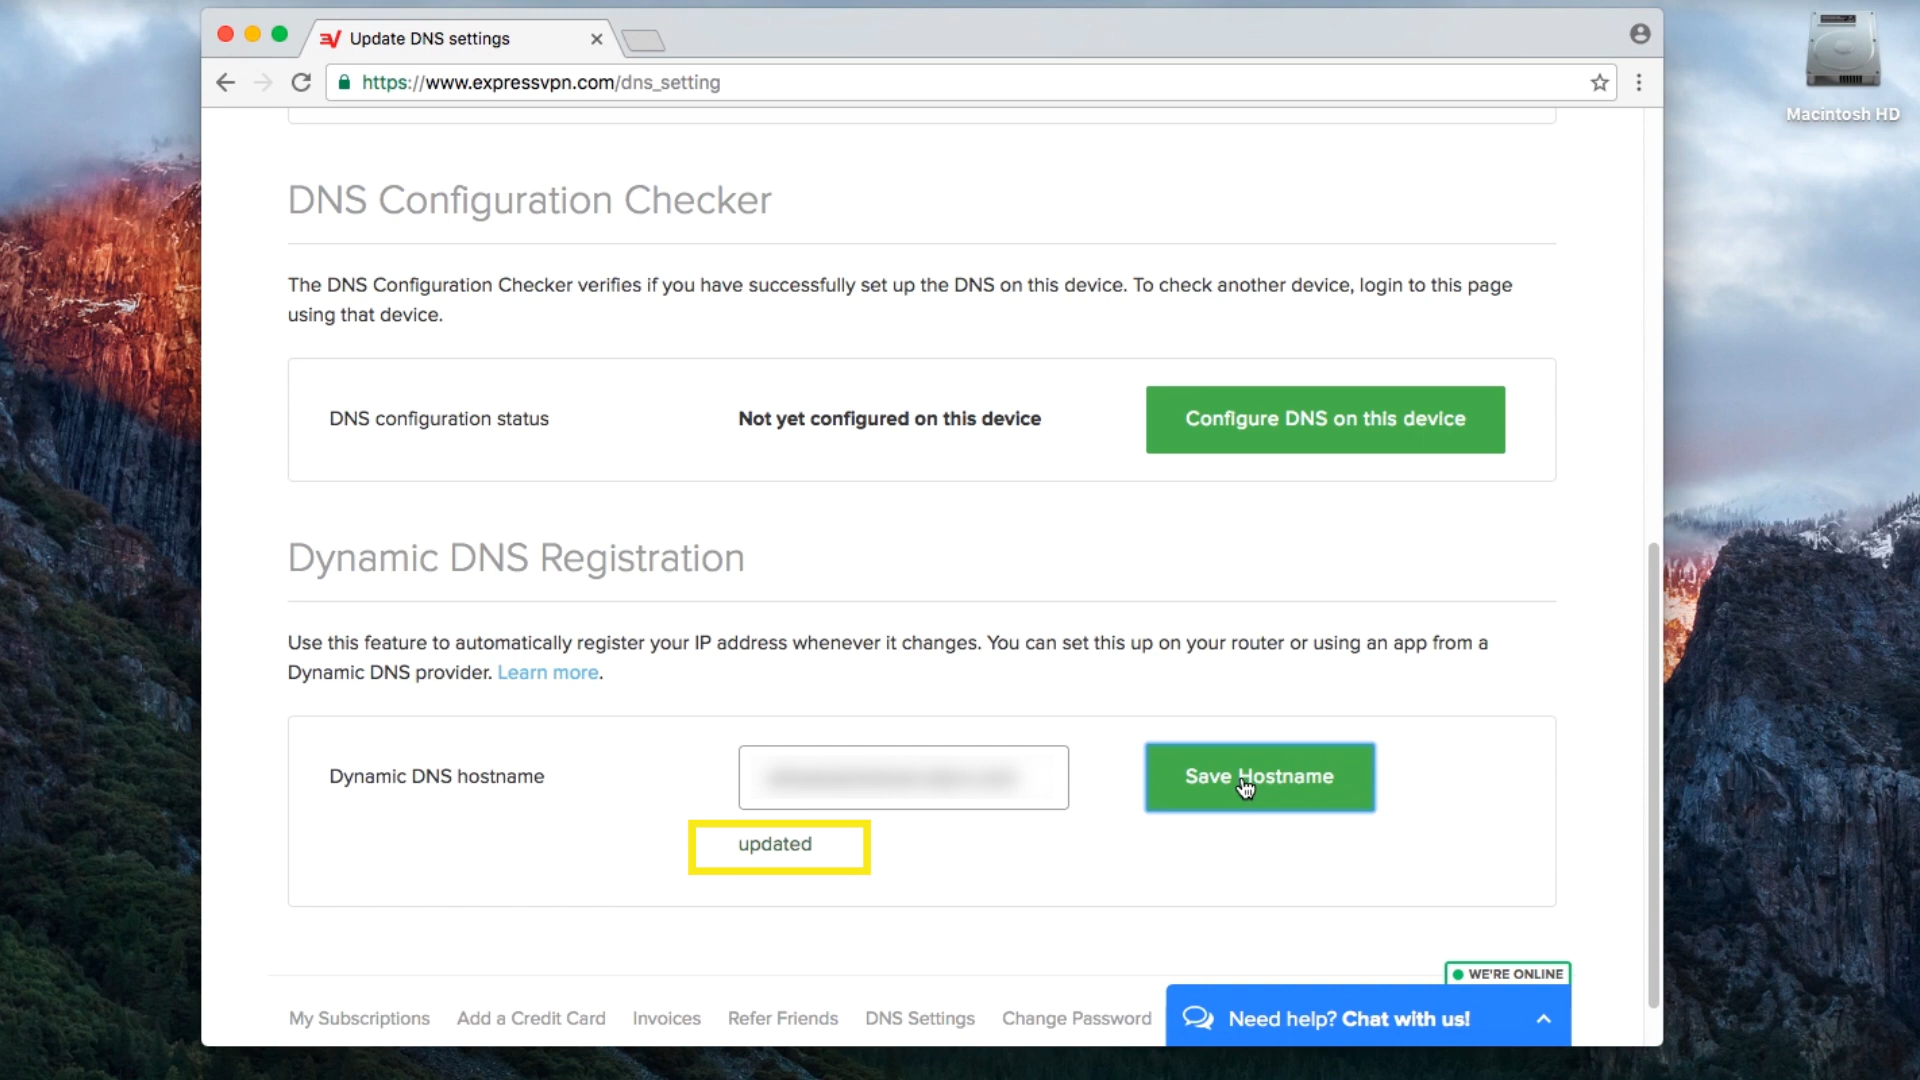 Update DNS settings
https://www.expressvpn.com/dns_setting
Macintosh HD
DNS Configuration Checker
The DNS Configuration Checker verifies if you have successfully set up the DNS on this device. To check another device, login to this page
using that device.
DNS configuration status Not yet configured on this device Configure DNS on this device
Dynamic DNS Registration
Use this feature to automatically register your IP address whenever it changes. You can set this up on your router or using an app from a
Dynamic DNS provider. Learn more.
Dynamic DNS hostname Save Hostname
updated
WE'RE ONLINE
My Subscriptions Add a Credit Card Invoices Refer Friends DNS Settings Change Password Need help? Chat with us!